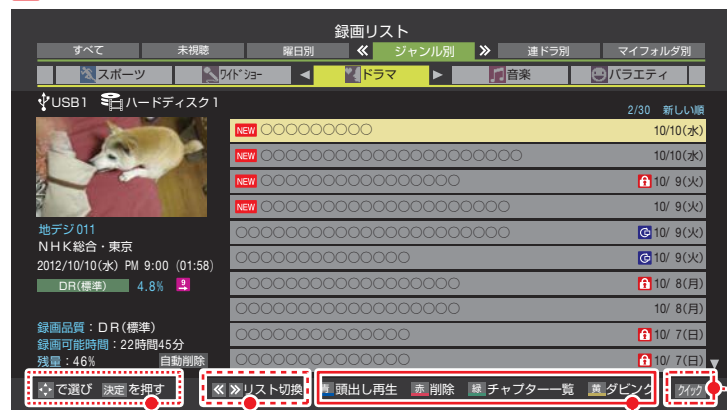 録画リスト
すべて 未視聴 曜日別 ≪ ジャンル別 ≫ 連ドラ別 マイフォルダ別
スポーツ ワイドショー ◀ ドラマ ▶ 音楽 バラエティ
USB1 ハードディスク1
2/30 新しい順
NEW ○○○○○○○○○ 10/10(水)
NEW ○○○○○○○○○○○○○○○○○○○○○ 10/10(水)
NEW ○○○○○○○○○○○○○○○○ 10/ 9(火)
NEW ○○○○○○○○○○○○○○○○○○○○ 10/ 9(火)
○○○○○○○○○○○○○○○○○○○○○○ 10/ 9(火)
○○○○○○○○○○○○○○ 10/ 9(火)
○○○○○○○○○○○○○○○○○○ 10/ 8(月)
○○○○○○○○○○○○○○○○○○ 10/ 8(月)
○○○○○○○○○○○○○○ 10/ 7(日)
○○○○○○○○○○○○○○ 10/ 7(日)
地デジ011
NHK総合・東京
2012/10/10(水) PM 9:00 (01:58)
DR(標準) 4.8% 9
録画品質：DR(標準)
録画可能時間：22時間45分
残量：46% 自動削除
で選び 決定 を押す ≪ ≫ リスト切換 青 頭出し再生 赤 削除 緑 チャプター一覧 黄 ダビング クイック